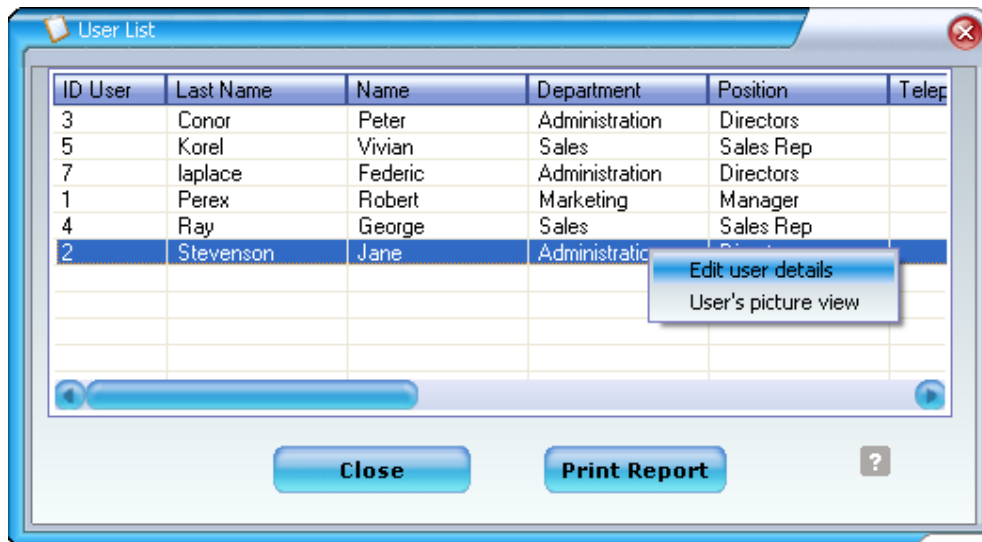 User List
ID User Last Name Name Department Position Telep
3 Conor Peter Administration Directors
5 Korel Vivian Sales Sales Rep
7 laplace Federic Administration Directors
1 Perex Robert Marketing Manager
4 Ray George Sales Sales Rep
2 Stevenson Jane Administratio
Edit user details
User's picture view
Close Print Report ?